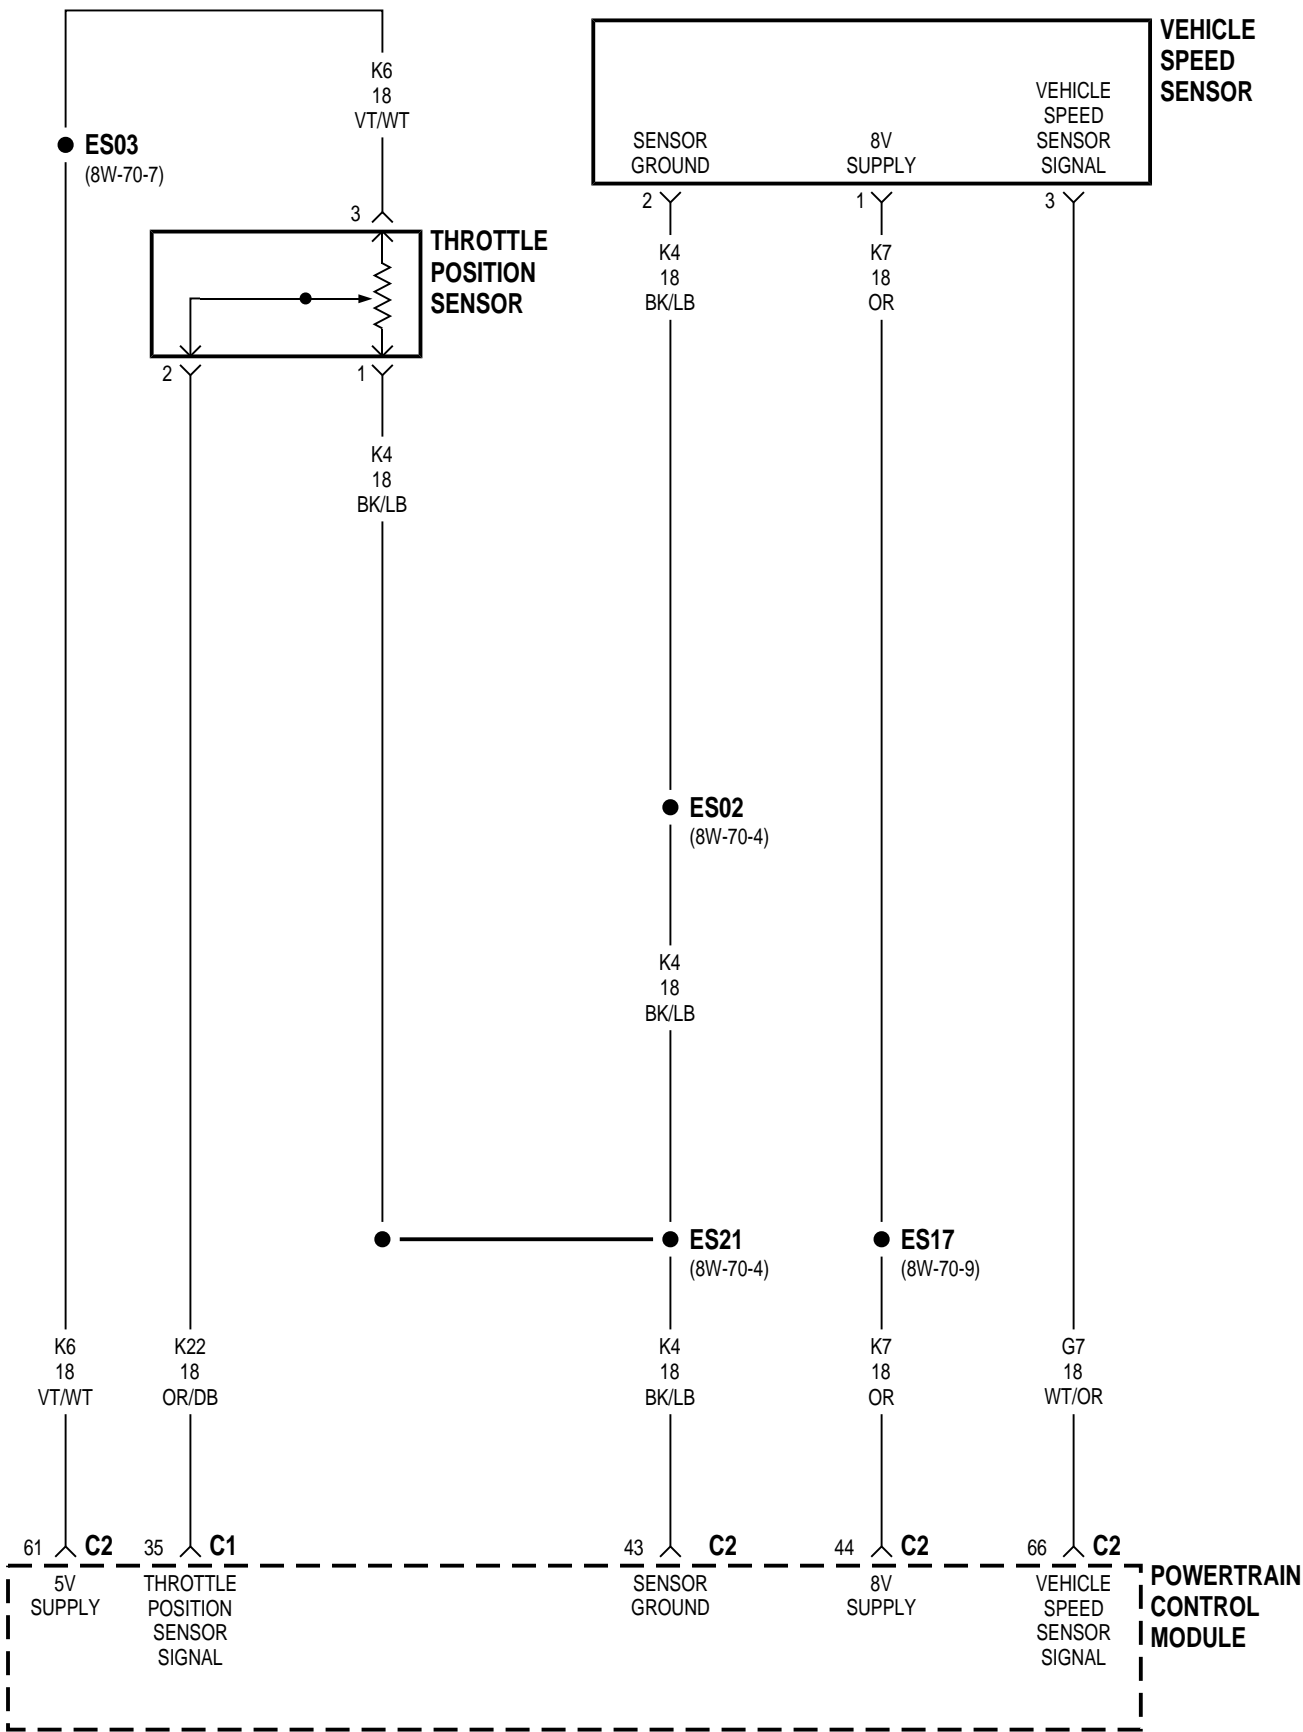 K6
18
VT/WT
ES03
(8W-70-7)
3
THROTTLE
POSITION
SENSOR
2
1
K4
18
BK/LB
VEHICLE
SPEED
SENSOR
SENSOR
GROUND
8V
SUPPLY
VEHICLE
SPEED
SENSOR
SIGNAL
2
1
3
K4
18
BK/LB
K7
18
OR
ES02
(8W-70-4)
K4
18
BK/LB
ES21
(8W-70-4)
ES17
(8W-70-9)
K6
18
VT/WT
K22
18
OR/DB
K4
18
BK/LB
K7
18
OR
G7
18
WT/OR
61 C2
35 C1
43 C2
44 C2
66 C2
5V
SUPPLY
THROTTLE
POSITION
SENSOR
SIGNAL
SENSOR
GROUND
8V
SUPPLY
VEHICLE
SPEED
SENSOR
SIGNAL
POWERTRAIN
CONTROL
MODULE